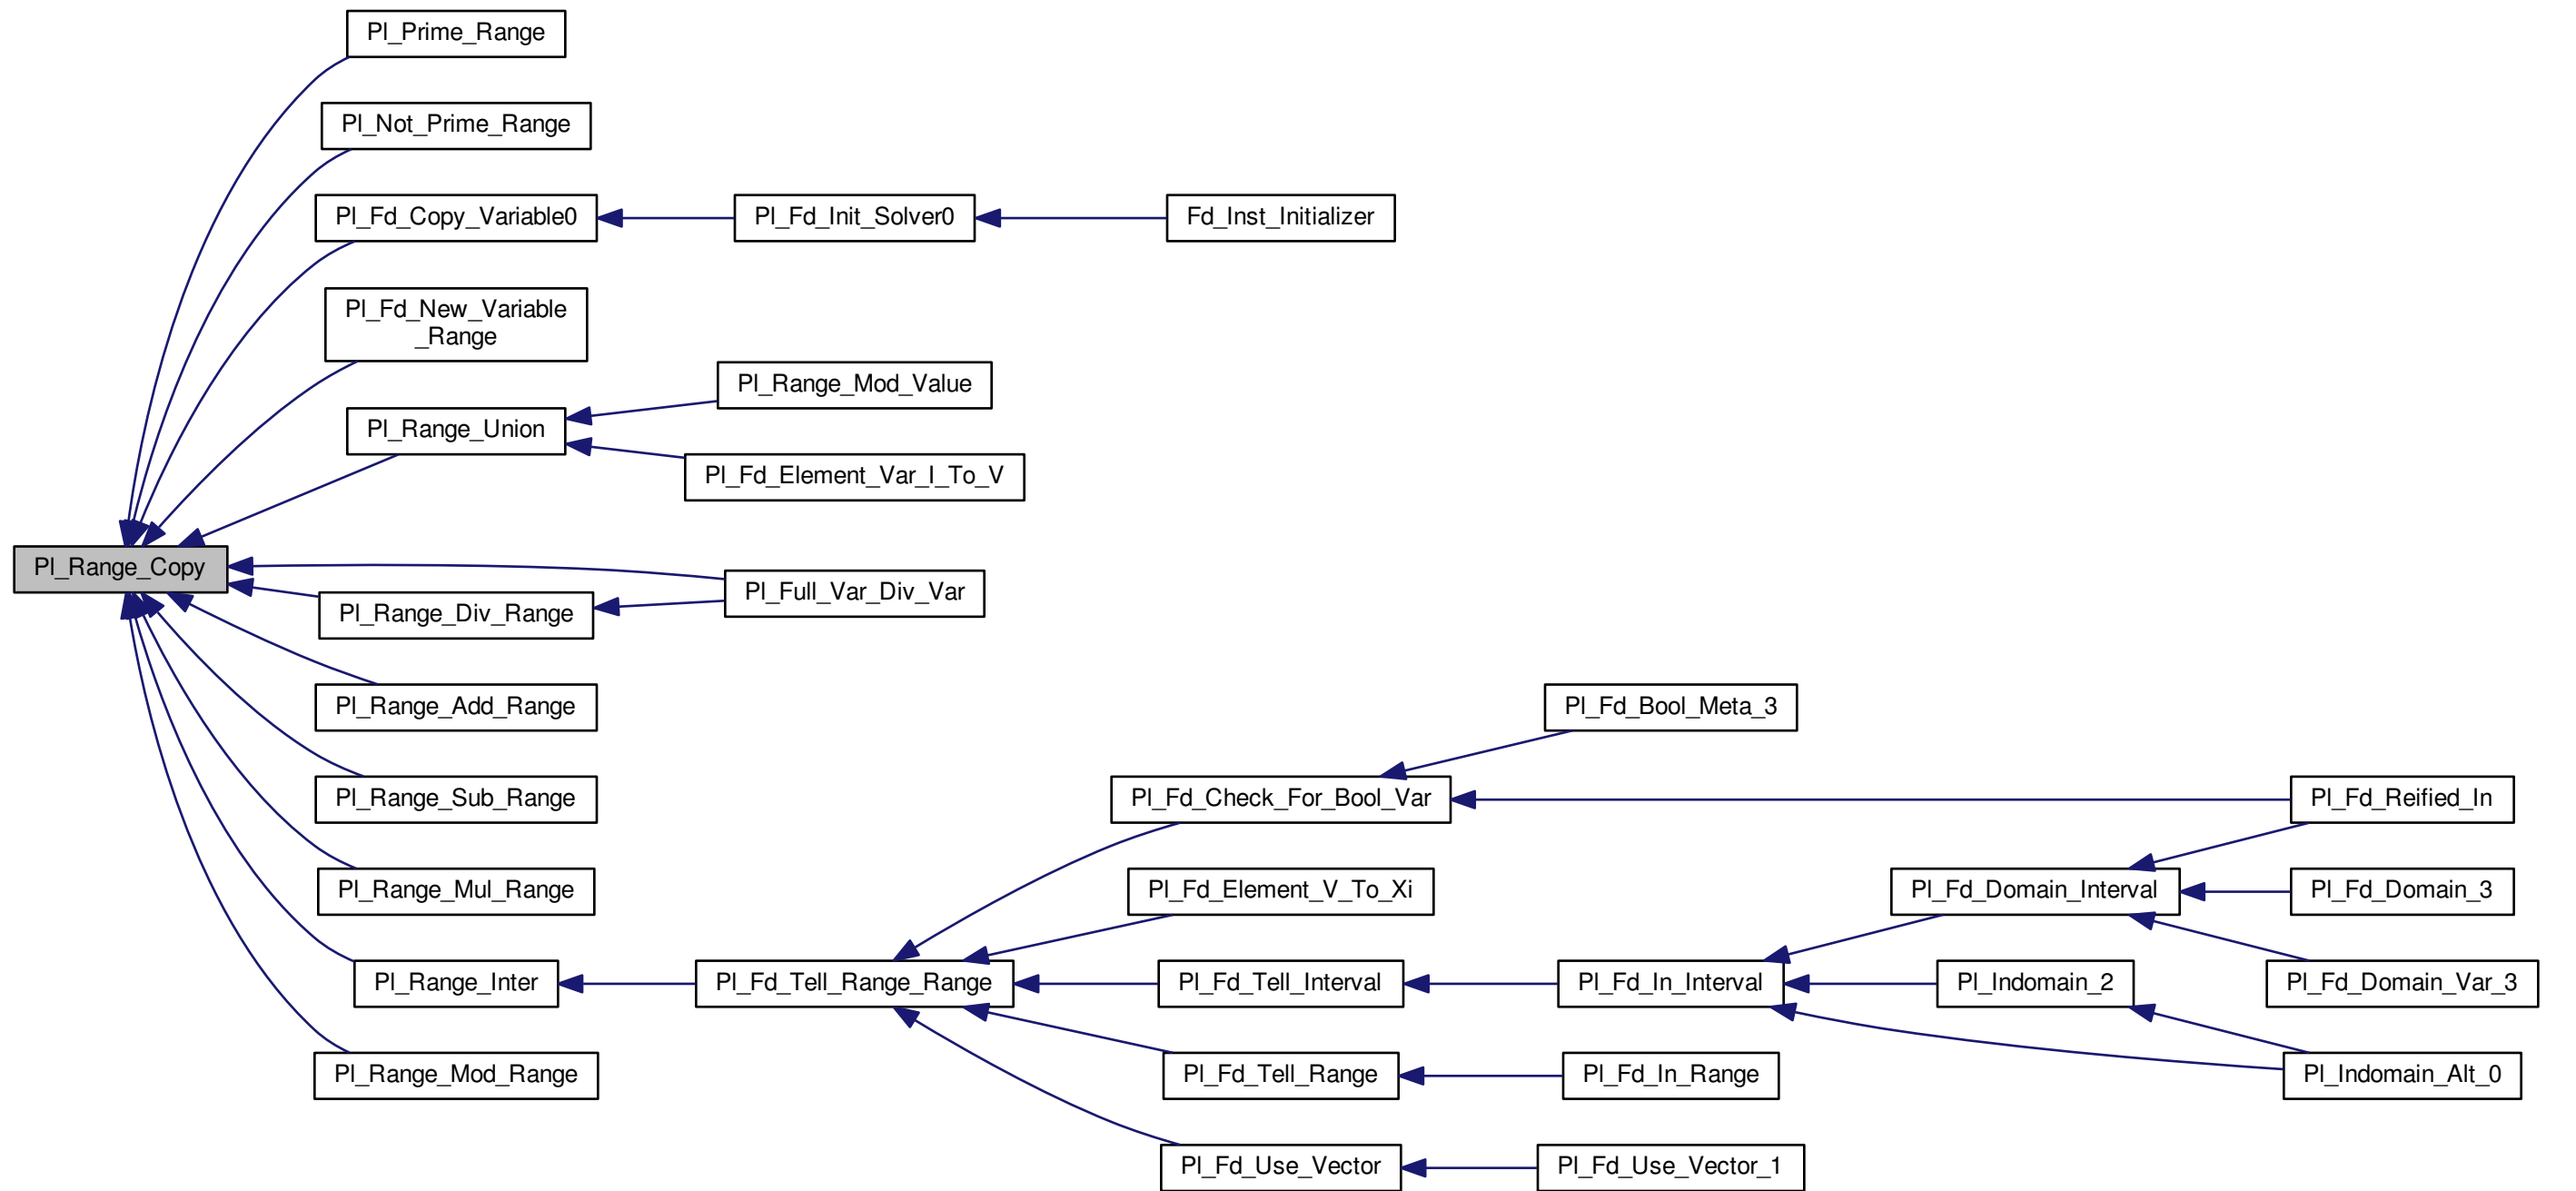 Pl_Prime_Range
Pl_Not_Prime_Range
Pl_Fd_Copy_Variable0
Pl_Fd_Init_Solver0
Fd_Inst_Initializer
Pl_Fd_New_Variable
_Range
Pl_Range_Mod_Value
Pl_Range_Union
Pl_Fd_Element_Var_I_To_V
Pl_Range_Copy
Pl_Full_Var_Div_Var
Pl_Range_Div_Range
Pl_Range_Add_Range
Pl_Fd_Bool_Meta_3
Pl_Range_Sub_Range
Pl_Fd_Check_For_Bool_Var
Pl_Fd_Reified_In
Pl_Range_Mul_Range
Pl_Fd_Element_V_To_Xi
Pl_Fd_Domain_Interval
Pl_Fd_Domain_3
Pl_Range_Inter
Pl_Fd_Tell_Range_Range
Pl_Fd_Tell_Interval
Pl_Fd_In_Interval
Pl_Indomain_2
Pl_Fd_Domain_Var_3
Pl_Range_Mod_Range
Pl_Fd_Tell_Range
Pl_Fd_In_Range
Pl_Indomain_Alt_0
Pl_Fd_Use_Vector
Pl_Fd_Use_Vector_1